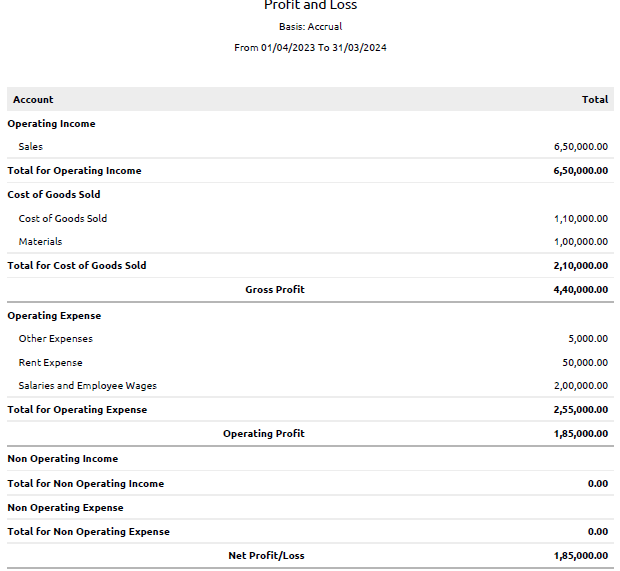 Profit and Loss
Basis: Accrual
From 01/04/2023 To 31/03/2024
Account Total
Operating Income
Sales 6,50,000.00
Total for Operating Income 6,50,000.00
Cost of Goods Sold
Cost of Goods Sold 1,10,000.00
Materials 1,00,000.00
Total for Cost of Goods Sold 2,10,000.00
Gross Profit 4,40,000.00
Operating Expense
Other Expenses 5,000.00
Rent Expense 50,000.00
Salaries and Employee Wages 2,00,000.00
Total for Operating Expense 2,55,000.00
Operating Profit 1,85,000.00
Non Operating Income
Total for Non Operating Income 0.00
Non Operating Expense
Total for Non Operating Expense 0.00
Net Profit/Loss 1,85,000.00